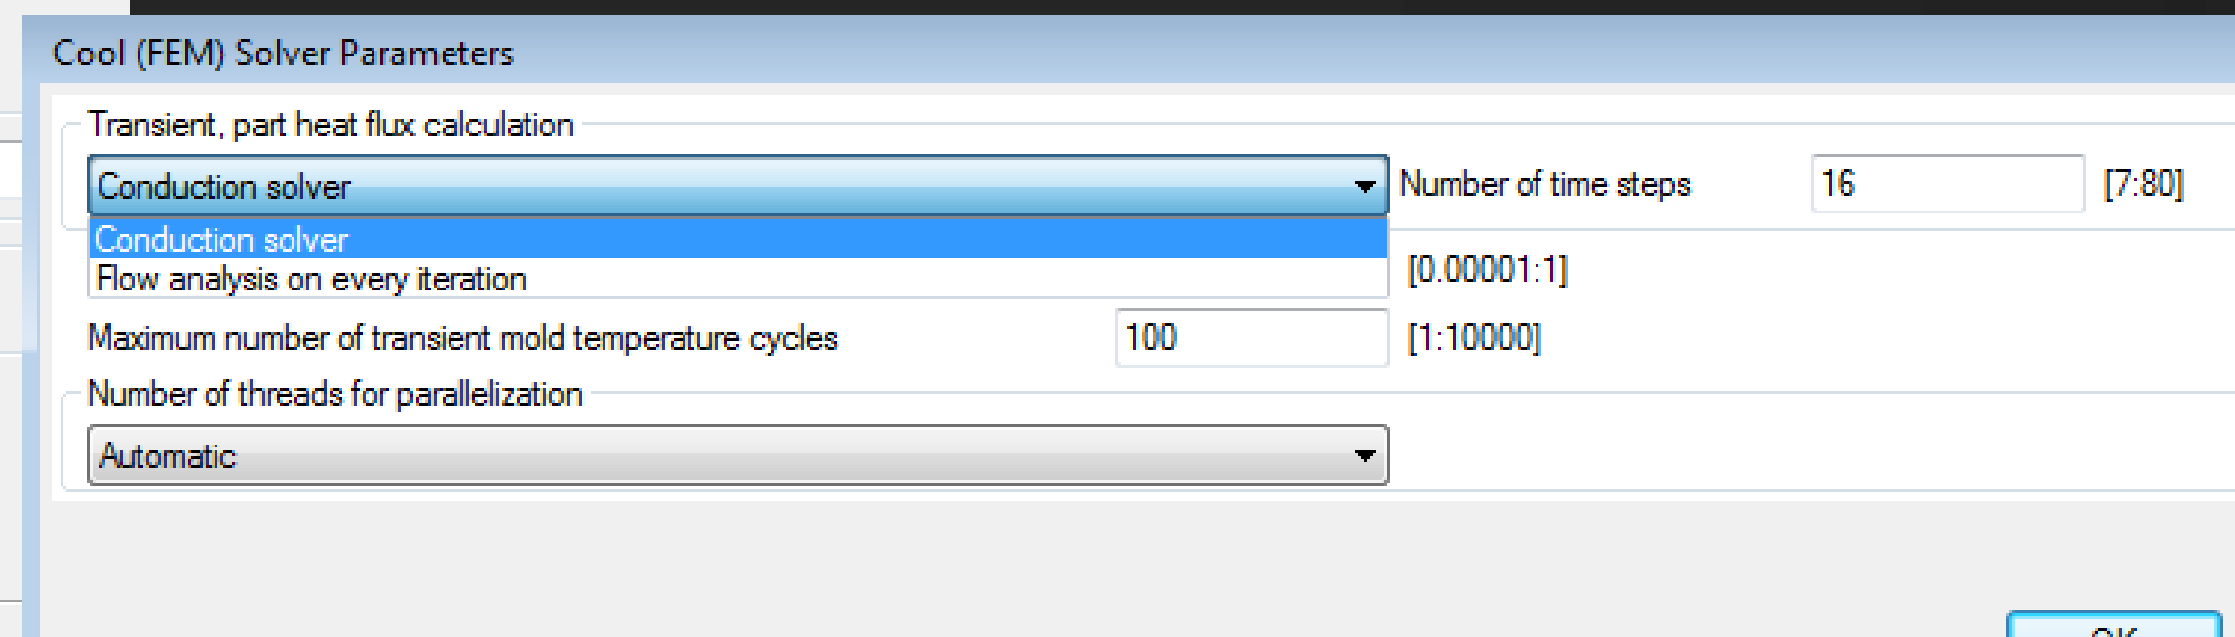 Cool (FEM) Solver Parameters
Transient, part heat flux calculation
Conduction solver
Number of time steps 16 [7:80]
Conduction solver
Flow analysis on every iteration
[0.00001:1]
Maximum number of transient mold temperature cycles 100 [1:10000]
Number of threads for parallelization
Automatic